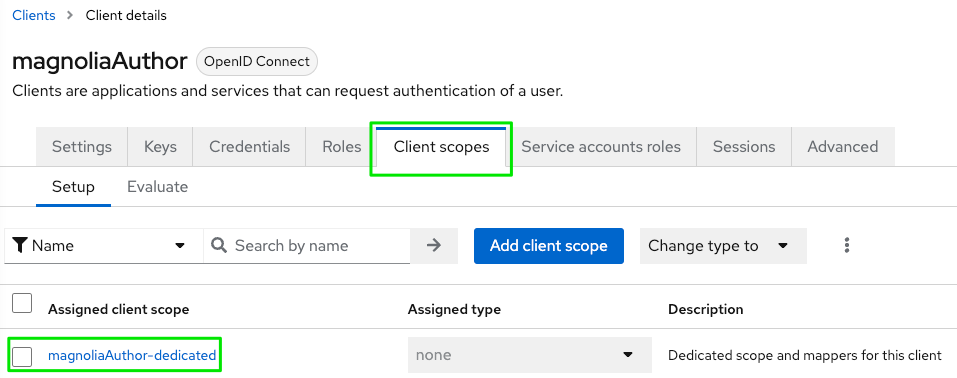 Clients > Client details
magnoliaAuthor OpenID Connect
Clients are applications and services that can request authentication of a user.
Settings Keys Credentials Roles Client scopes Service accounts roles Sessions Advanced
Setup Evaluate
Name Search by name Add client scope Change type to
Assigned client scope Assigned type Description
magnoliaAuthor-dedicated none Dedicated scope and mappers for this client